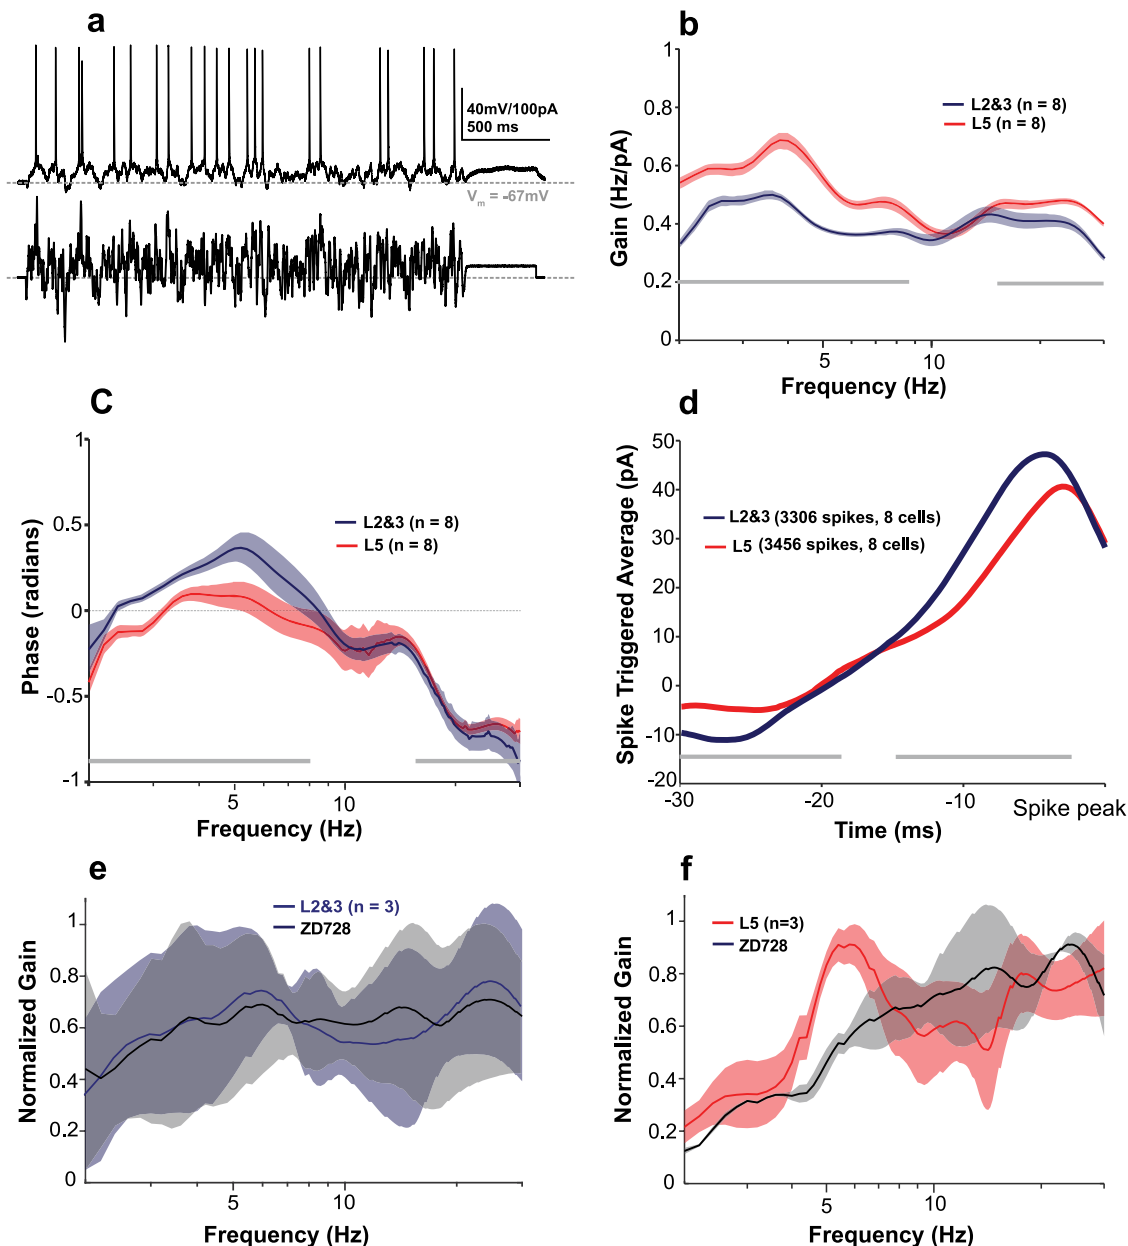 a
40mV/100pA
500 ms
Vm = -67mV
b
1
0.8
0.6
0.4
0.2
0
Gain (Hz/pA)
L2&3 (n = 8)
L5 (n = 8)
5
10
Frequency (Hz)
C
1
0.5
0
-0.5
-1
Phase (radians)
L2&3 (n = 8)
L5 (n = 8)
5
10
Frequency (Hz)
d
50
40
30
20
10
0
-10
-20
Spike Triggered Average (pA)
L2&3 (3306 spikes, 8 cells)
L5 (3456 spikes, 8 cells)
-30
-20
-10
Spike peak
Time (ms)
e
1
0.8
0.6
0.4
0.2
0
Normalized Gain
L2&3 (n = 3)
ZD728
5
10
Frequency (Hz)
f
1
0.8
0.6
0.4
0.2
0
Normalized Gain
L5 (n=3)
ZD728
5
10
Frequency (Hz)